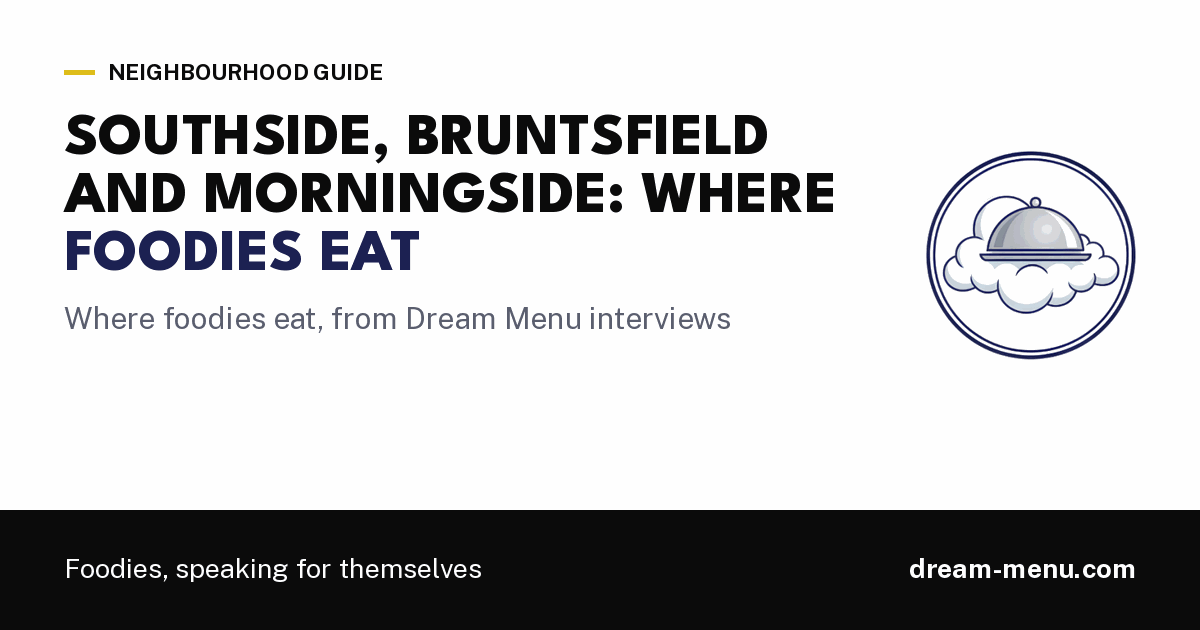 NEIGHBOURHOOD GUIDE
SOUTHSIDE, BRUNTSFIELD
AND MORNINGSIDE: WHERE
FOODIES EAT
Where foodies eat, from Dream Menu interviews
Foodies, speaking for themselves
dream-menu.com